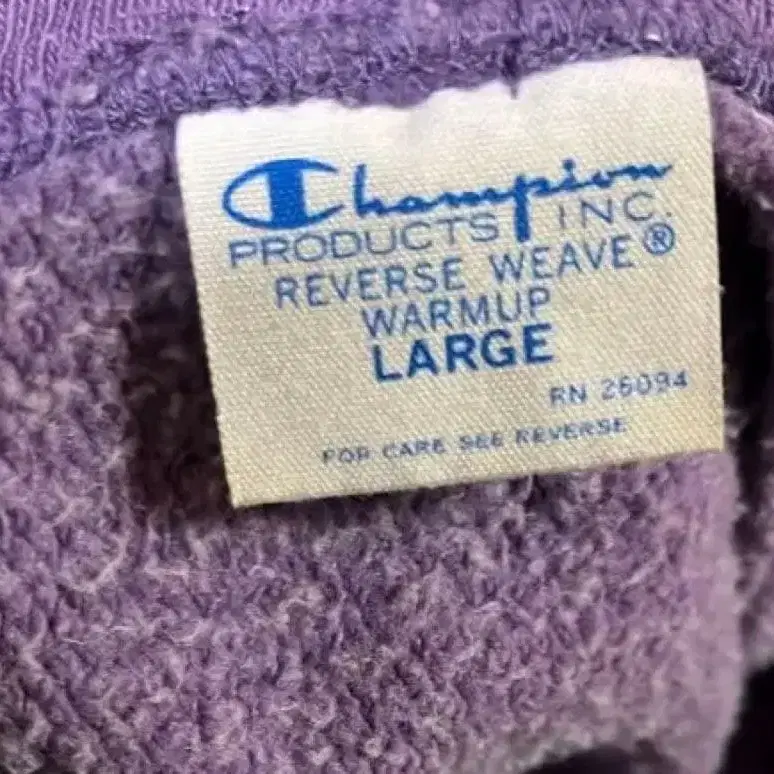 Champion
PRODUCTS INC.
REVERSE WEAVE®
WARMUP
LARGE
RN 26094
FOR CARE SEE REVERSE